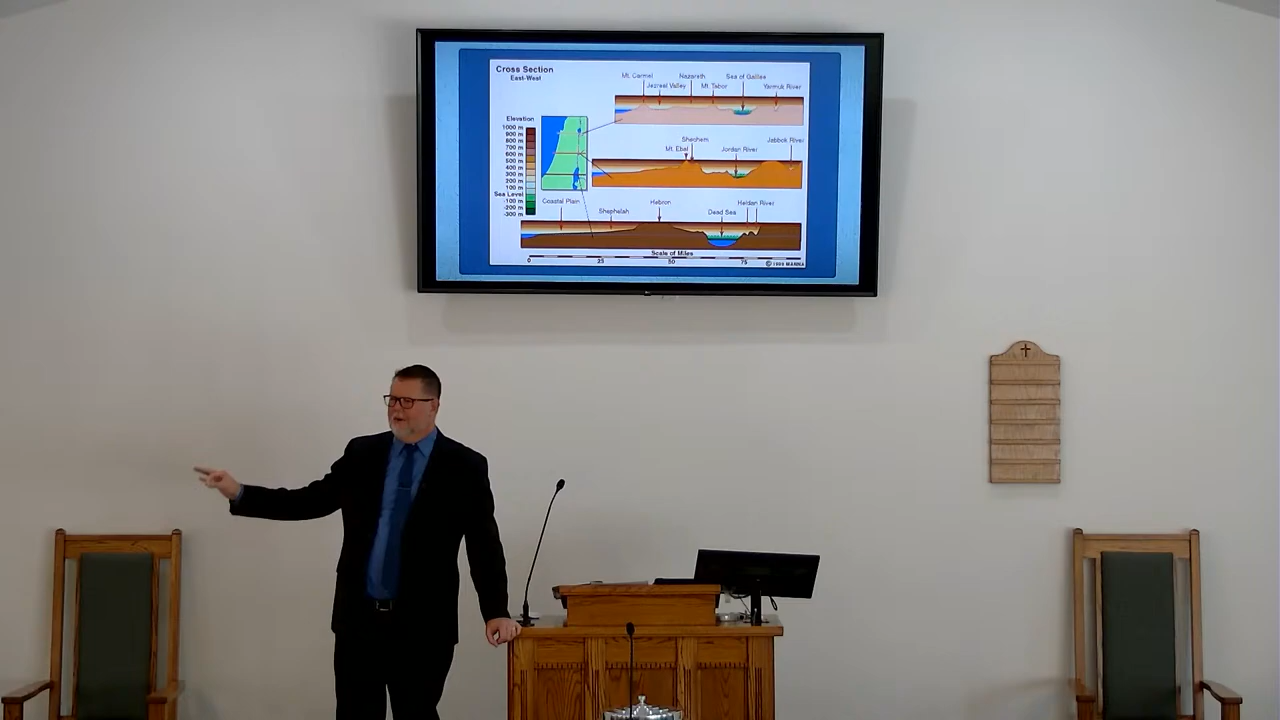 Cross Section
East-West
Mt. Carmel
Nazareth
Sea of Galilee
Jezreel Valley
Mt. Tabor
Yarmuk River
Elevation
1000 m
900 m
800 m
700 m
600 m
500 m
400 m
300 m
200 m
100 m
Sea Level
-100 m
-200 m
-300 m
Shechem
Mt. Ebal
Jordan River
Jabbok River
Coastal Plain
Shephelah
Hebron
Dead Sea
Heidan River
Scale of Miles
0 25 50 75